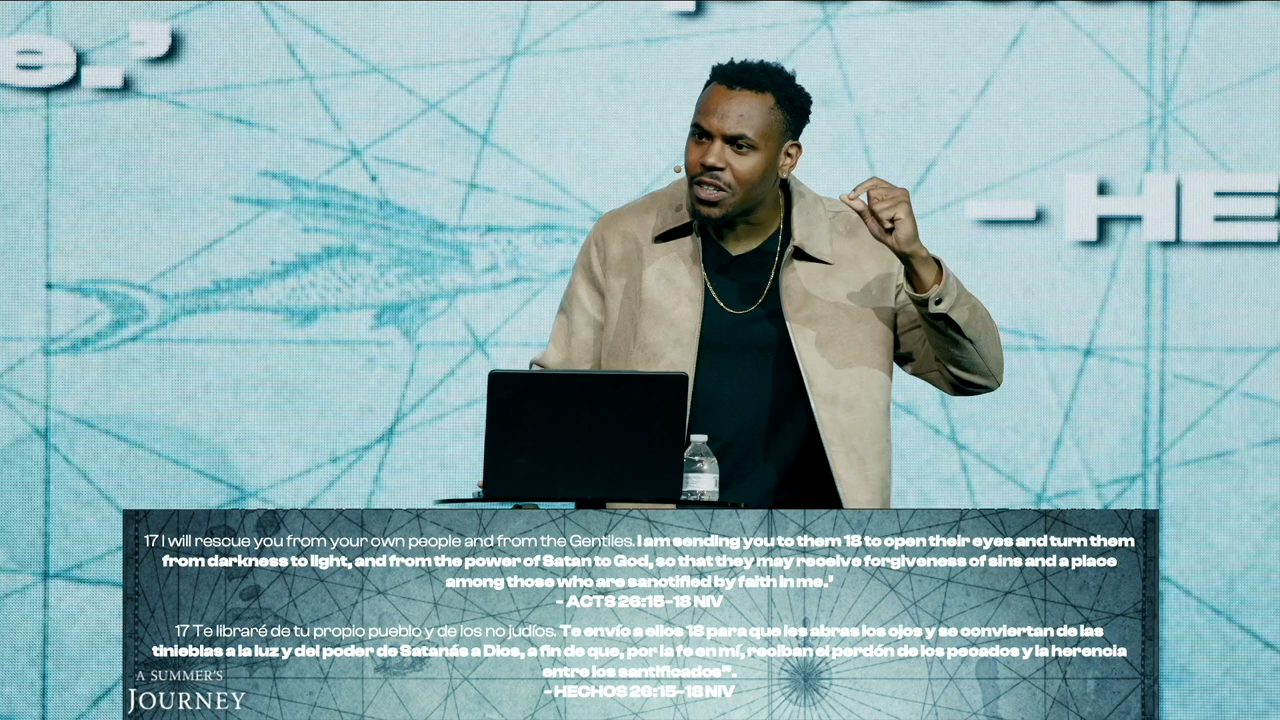 e.’
- HE
17 I will rescue you from your own people and from the Gentiles. I am sending you to them 18 to open their eyes and turn them
from darkness to light, and from the power of Satan to God, so that they may receive forgiveness of sins and a place
among those who are sanctified by faith in me.’
- ACTS 26:15-18 NIV
17 Te libraré de tu propio pueblo y de los no judíos. Te envío a ellos 18 para que les abras los ojos y se conviertan de las
tinieblas a la luz y del poder de Satanás a Dios, a fin de que, por la fe en mí, reciban el perdón de los pecados y la herencia
entre los santificados”.
- HECHOS 26:15-18 NIV
A SUMMER'S
JOURNEY